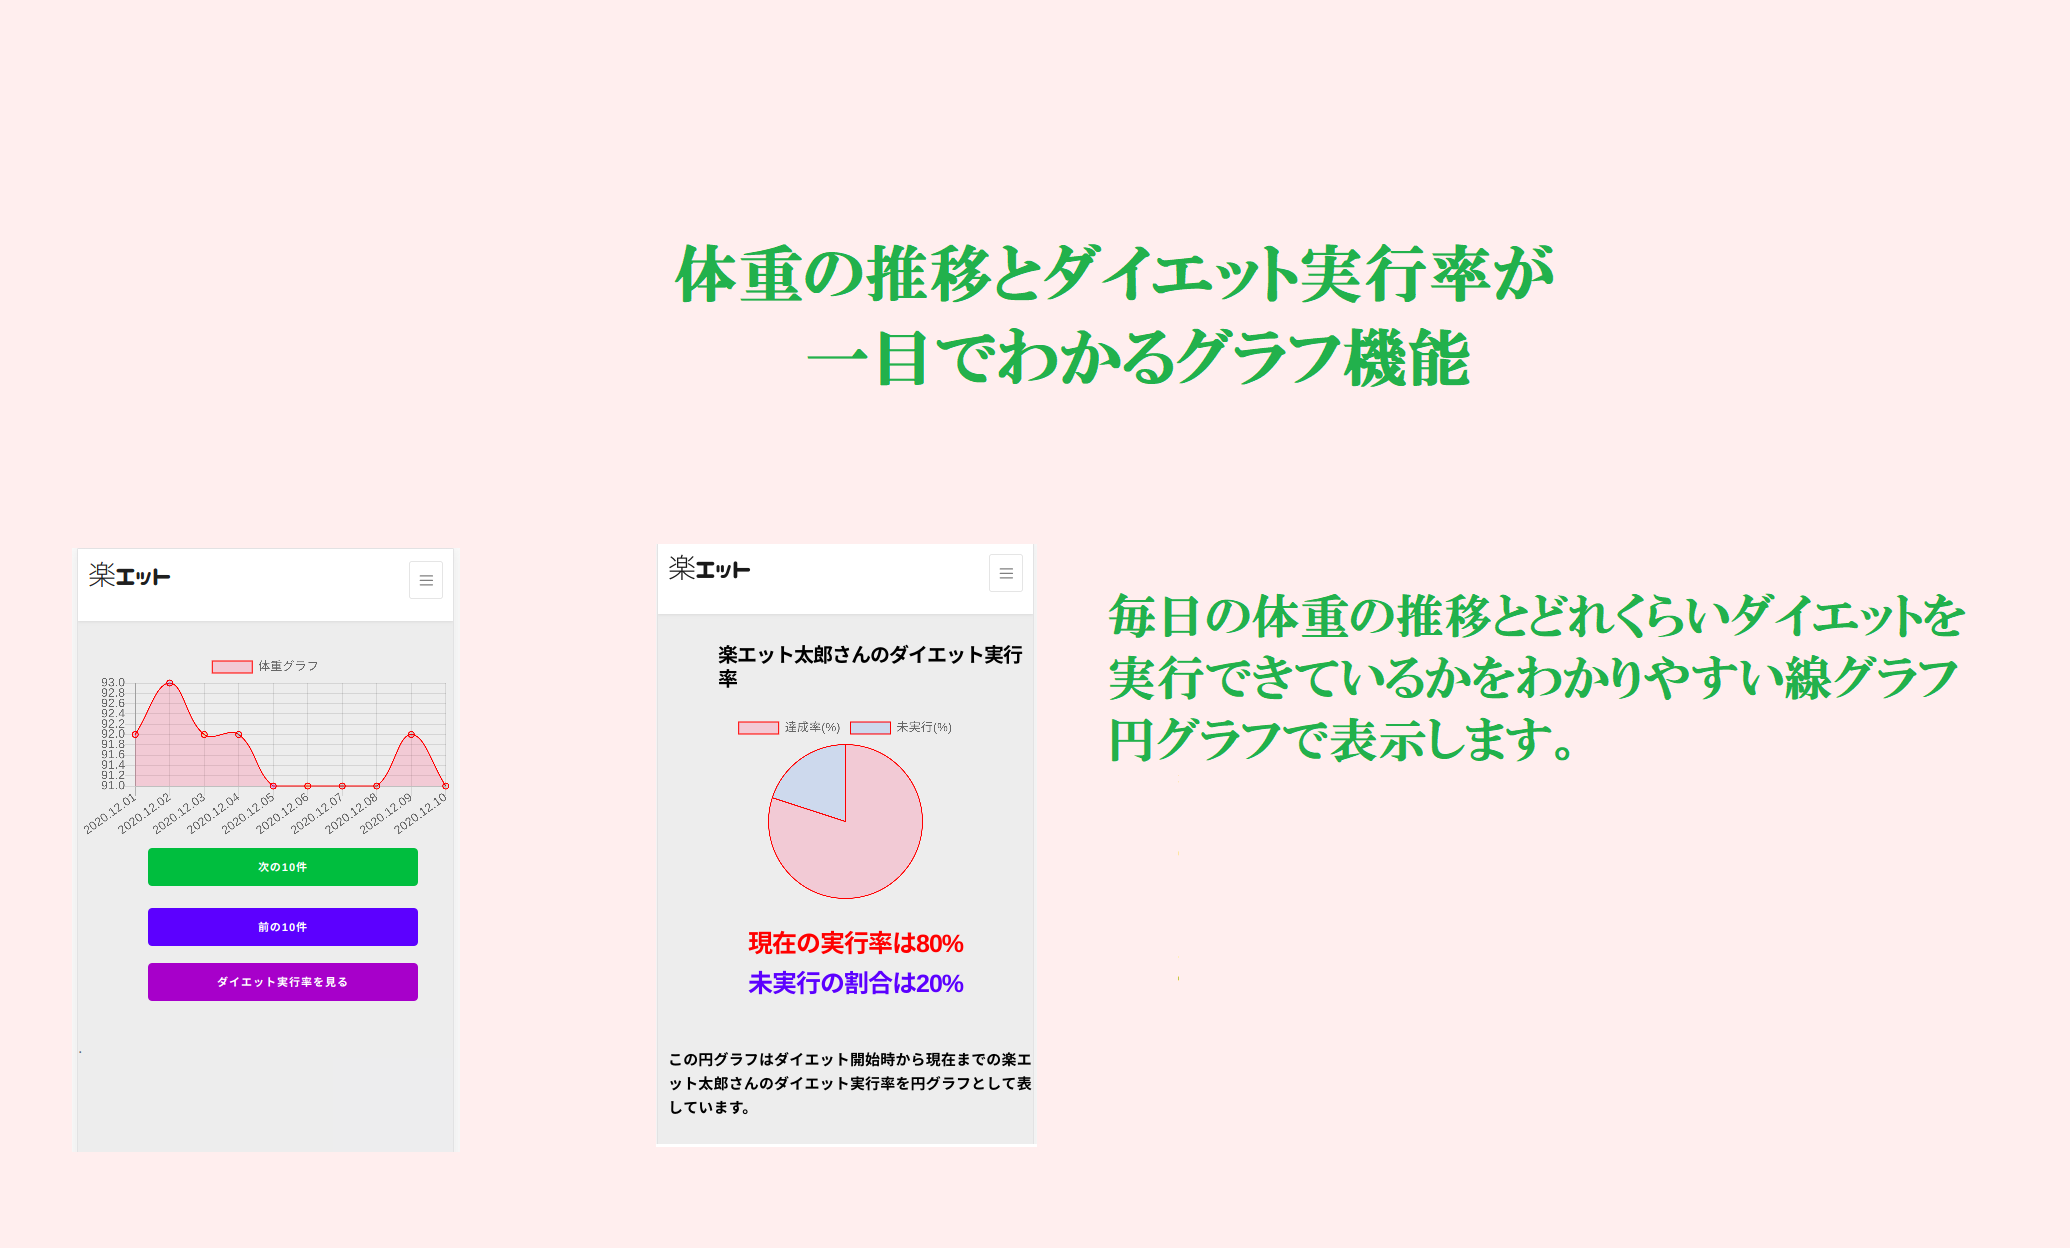 体重の推移とダイエット実行率が
一目でわかるグラフ機能
楽エット
体重グラフ
93.0
92.8
92.6
92.4
92.2
92.0
91.8
91.6
91.4
91.2
91.0
2020.12.01
2020.12.02
2020.12.03
2020.12.04
2020.12.05
2020.12.06
2020.12.07
2020.12.08
2020.12.09
2020.12.10
次の10件
前の10件
ダイエット実行率を見る
楽エット
楽エット太郎さんのダイエット実行
率
達成率(%) 未実行(%)
現在の実行率は80%
未実行の割合は20%
この円グラフはダイエット開始時から現在までの楽エ
ット太郎さんのダイエット実行率を円グラフとして表
しています。
毎日の体重の推移とどれくらいダイエットを
実行できているかをわかりやすい線グラフ
円グラフで表示します。